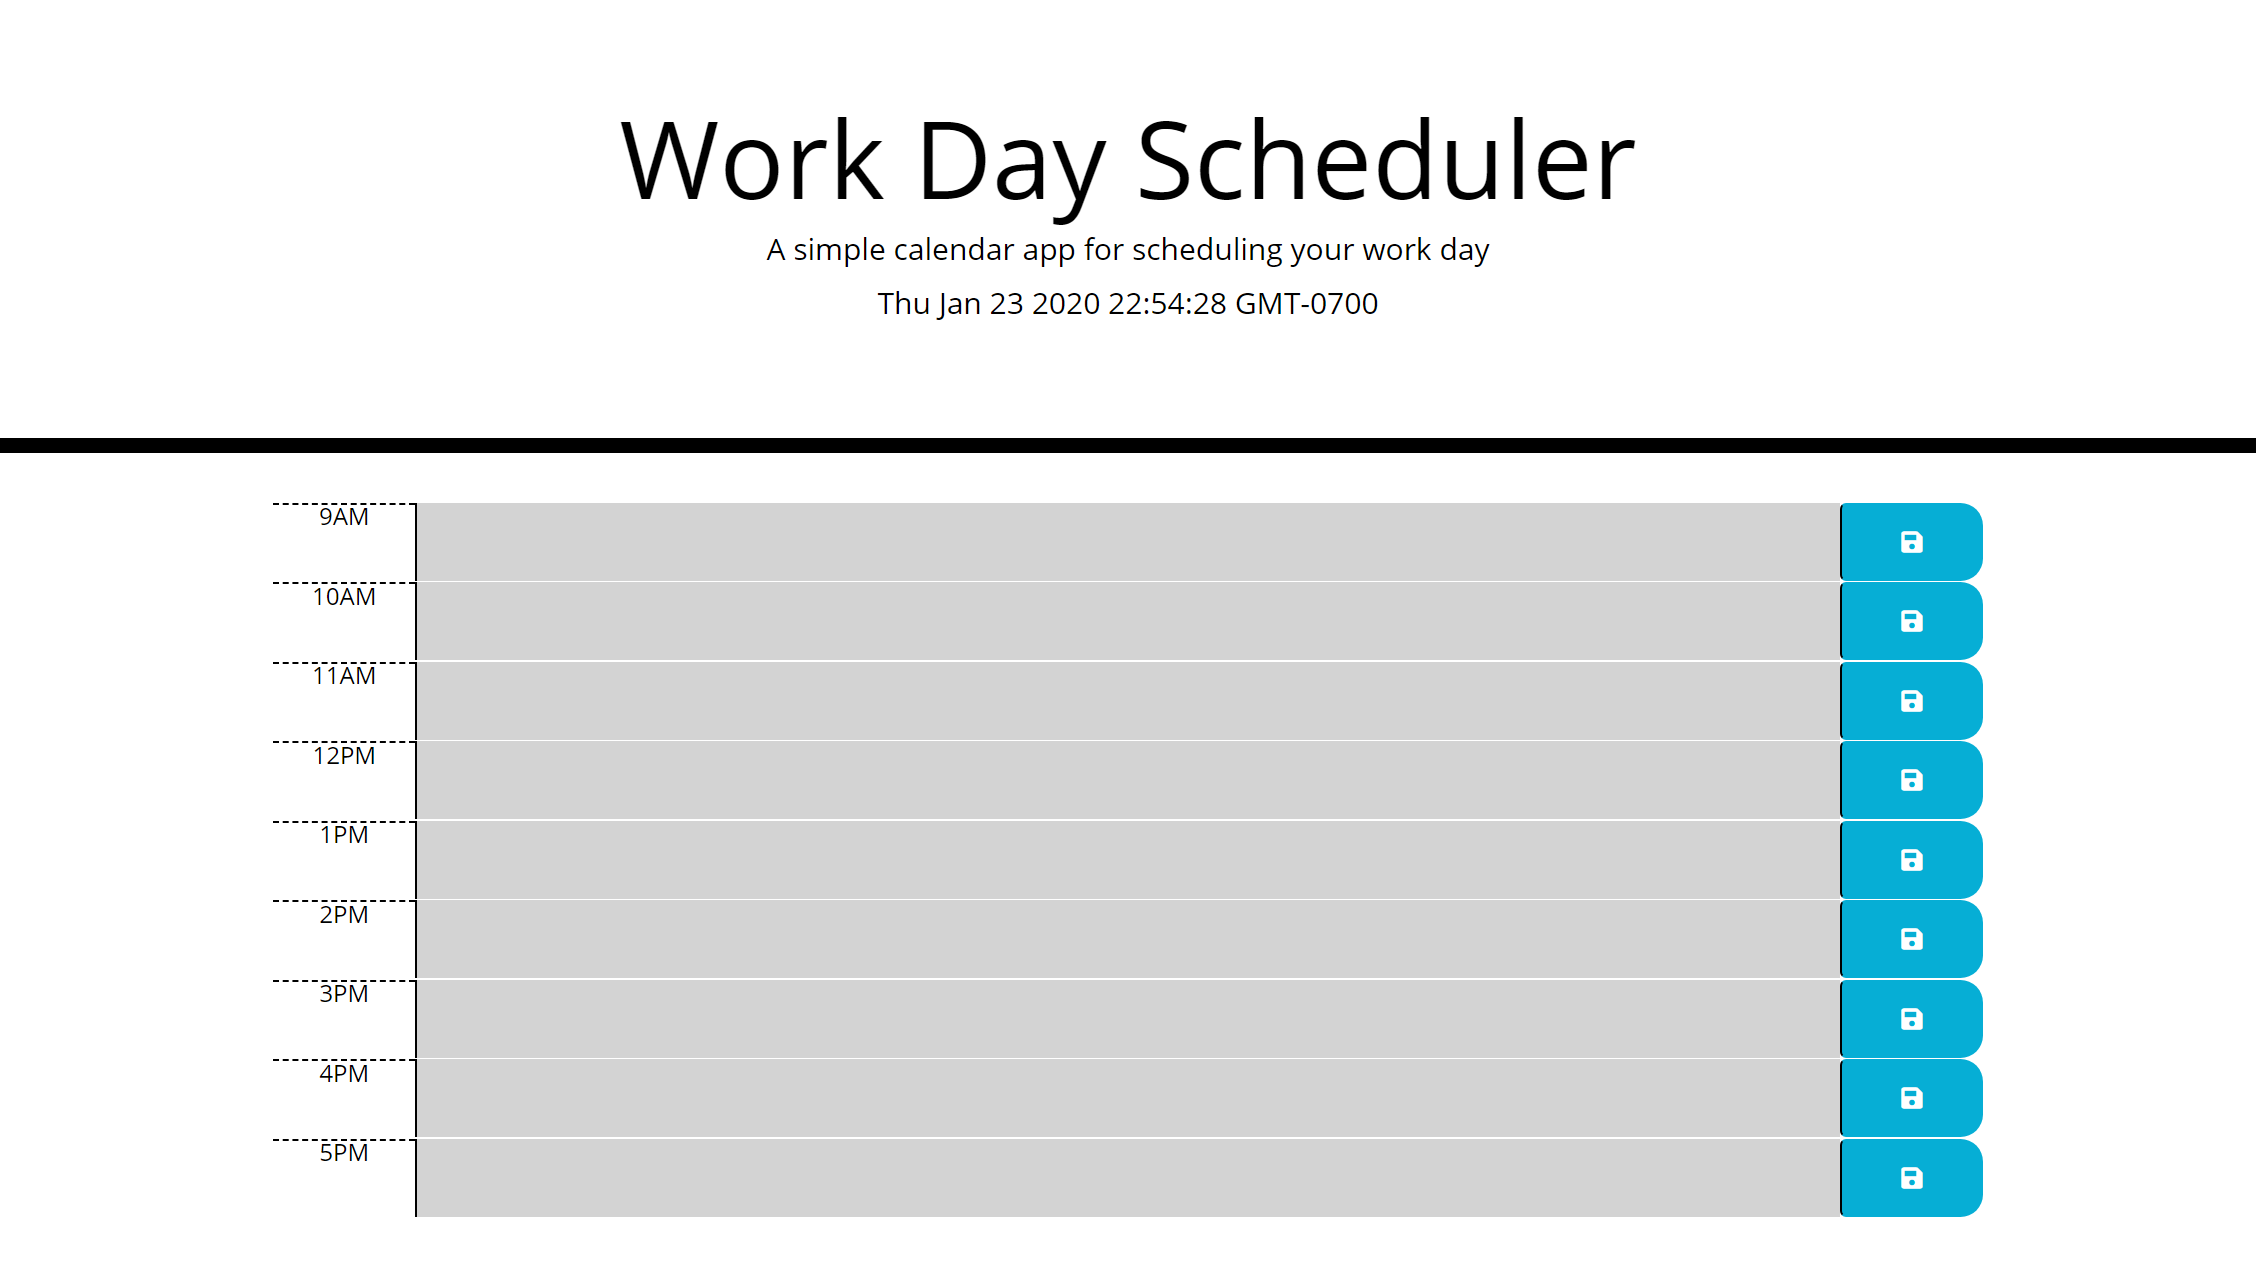 Work Day Scheduler
A simple calendar app for scheduling your work day
Thu Jan 23 2020 22:54:28 GMT-0700
9AM
10AM
11AM
12PM
1PM
2PM
3PM
4PM
5PM